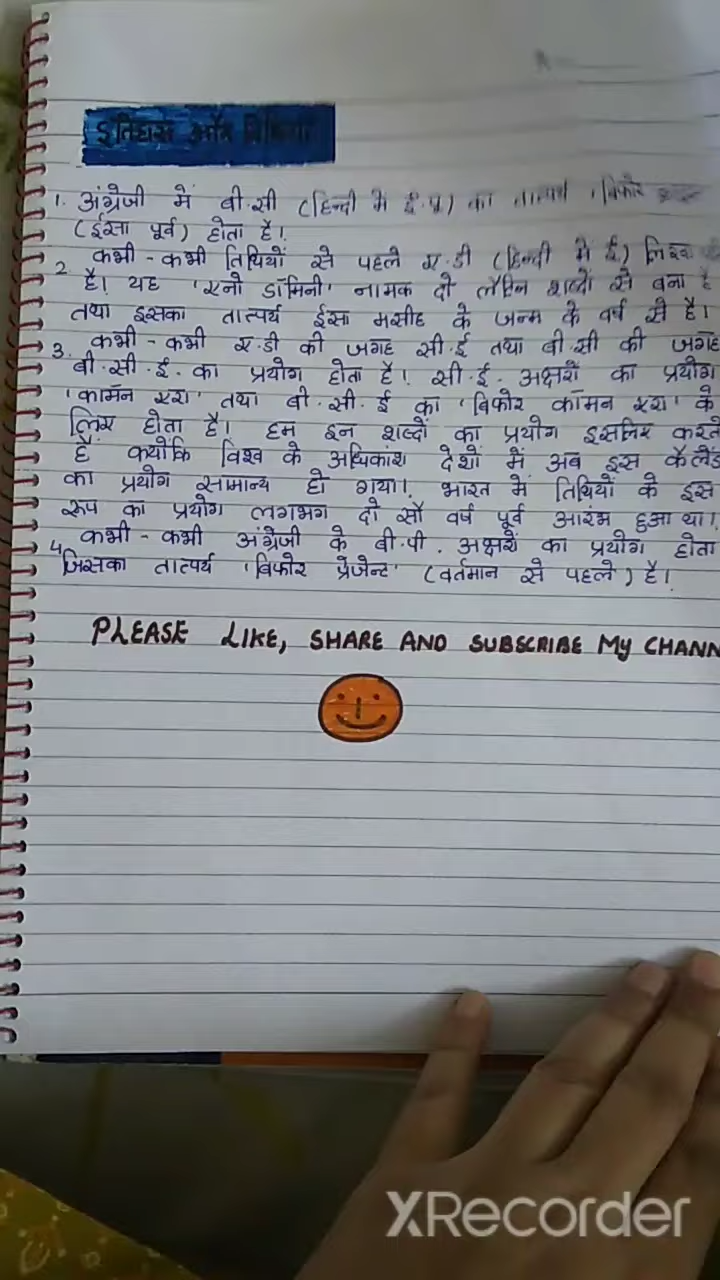 इतिहास और तिथियाँ
1. अंग्रेजी में बी.सी (हिन्दी में ई.पू) का तात्पर्य 'बिफोर
(ईसा पूर्व) होता है।
2 कभी-कभी तिथियों से पहले ए.डी (हिन्दी में ई)
है। यह 'एनो डॉमिनी' नामक दो लैटिन शब्दों से बना है
तथा इसका तात्पर्य ईसा मसीह के जन्म के वर्ष से है।
3. कभी-कभी ए.डी की जगह सी.ई तथा बी.सी की जगह
बी.सी.ई. का प्रयोग होता है। सी.ई. अक्षरों का प्रयोग
'कामॅन एरा' तथा बी.सी.ई का 'बिफोर कॉमन एरा' के
लिए होता है। हम इन शब्दों का प्रयोग इसलिए करते
हैं क्योंकि विश्व के अधिकाश देशों में अब इस कैलेंड
का प्रयोग सामान्य हो गया। भारत में तिथियों के इस
रूप का प्रयोग लगभग दो सौ वर्ष पूर्व आरंभ हुआ था।
4. कभी-कभी अंग्रेजी के बी.पी. अक्षरों का प्रयोग होता
जिसका तात्पर्य 'बिफोर प्रेजेन्ट' (वर्तमान से पहले) है।
PLEASE LIKE, SHARE AND SUBSCRIBE My CHANN
XRecorder